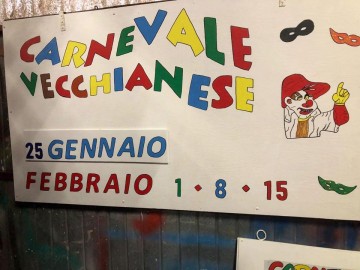 CARNEVALE
VECCHIANESE
25 GENNAIO
FEBBRAIO 1 • 8 • 15